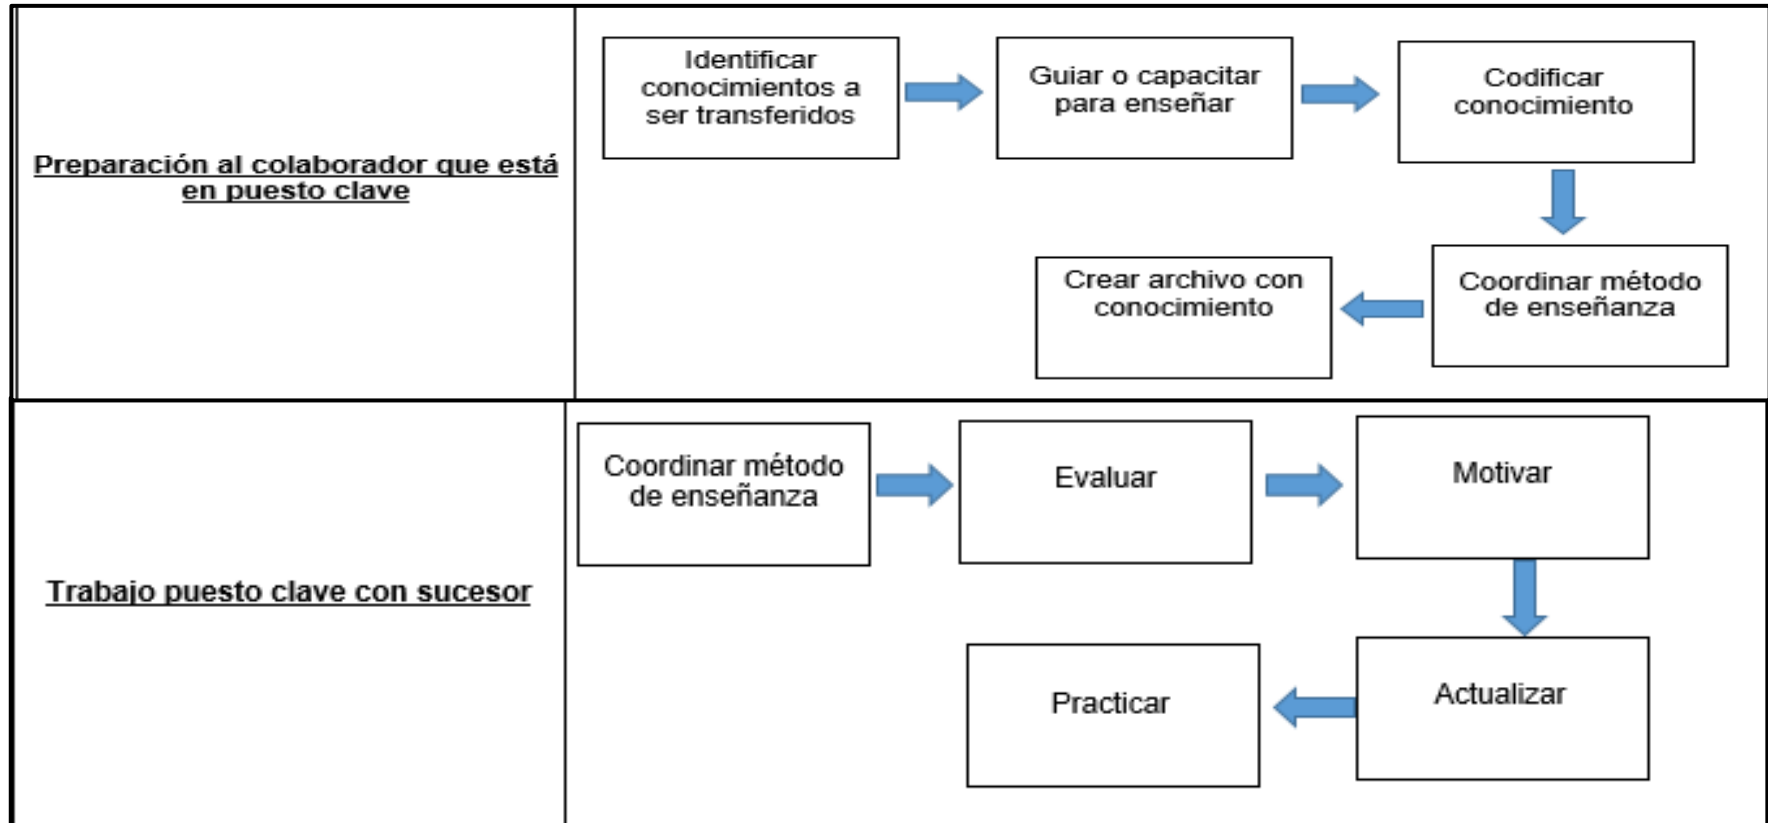 Preparación al colaborador que está
en puesto clave
Identificar
conocimientos a
ser transferidos
Guiar o capacitar
para enseñar
Codificar
conocimiento
Coordinar método
de enseñanza
Crear archivo con
conocimiento
Trabajo puesto clave con sucesor
Coordinar método
de enseñanza
Evaluar
Motivar
Actualizar
Practicar